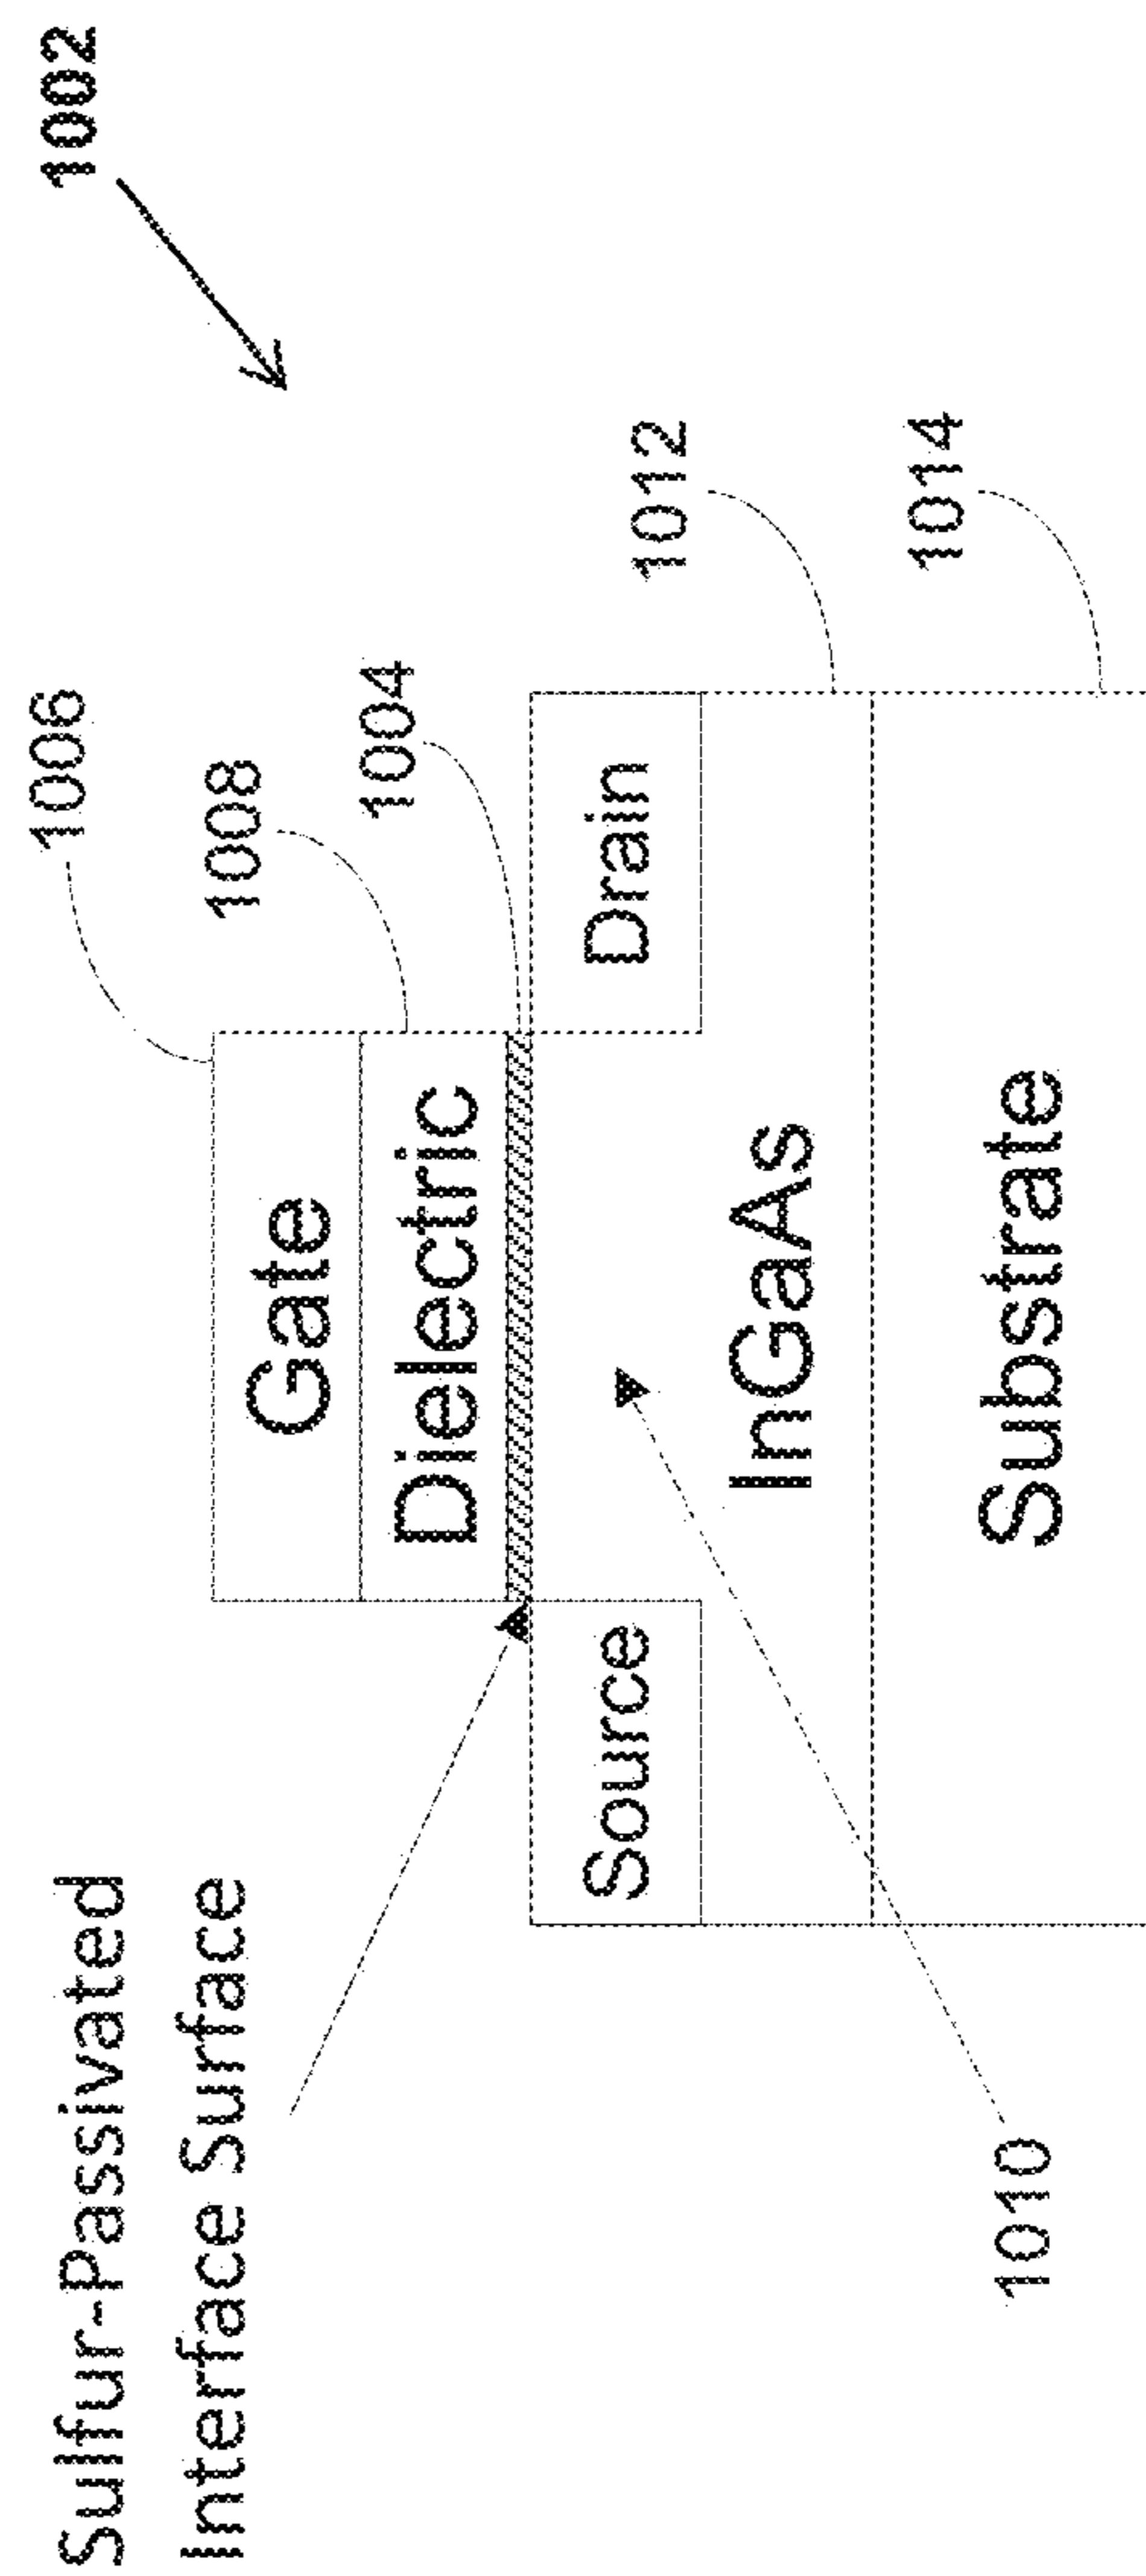 Sulfur-Passivated
Interface Surface
1002
1006
Gate
1008
Dielectric
1004
Source
Drain
1012
InGaAs
1014
Substrate
1010